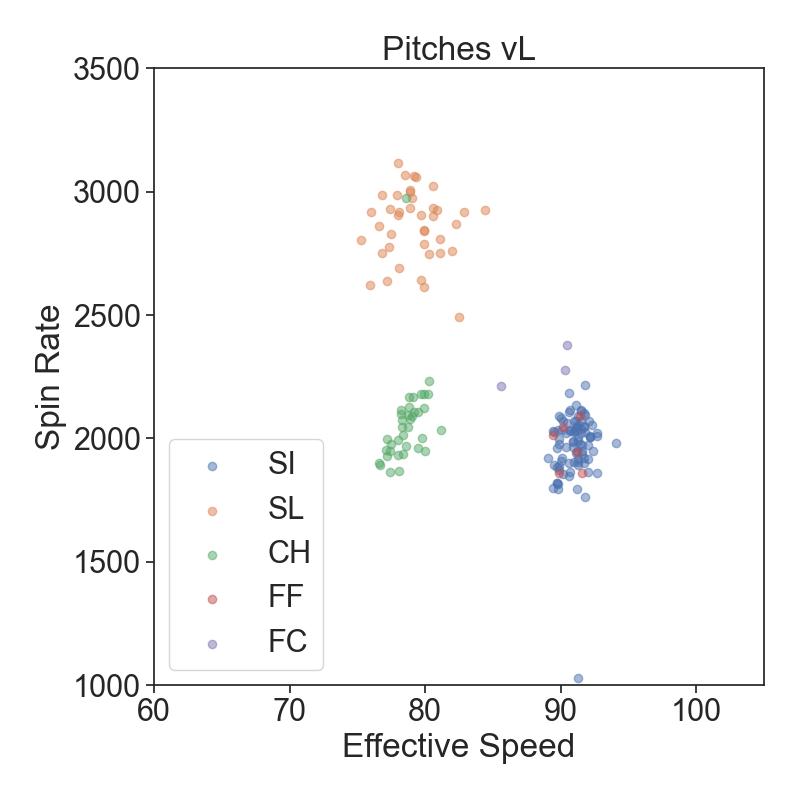 Pitches vL
3500
3000
2500
2000
1500
1000
Spin Rate
SI
SL
CH
FF
FC
60 70 80 90 100
Effective Speed